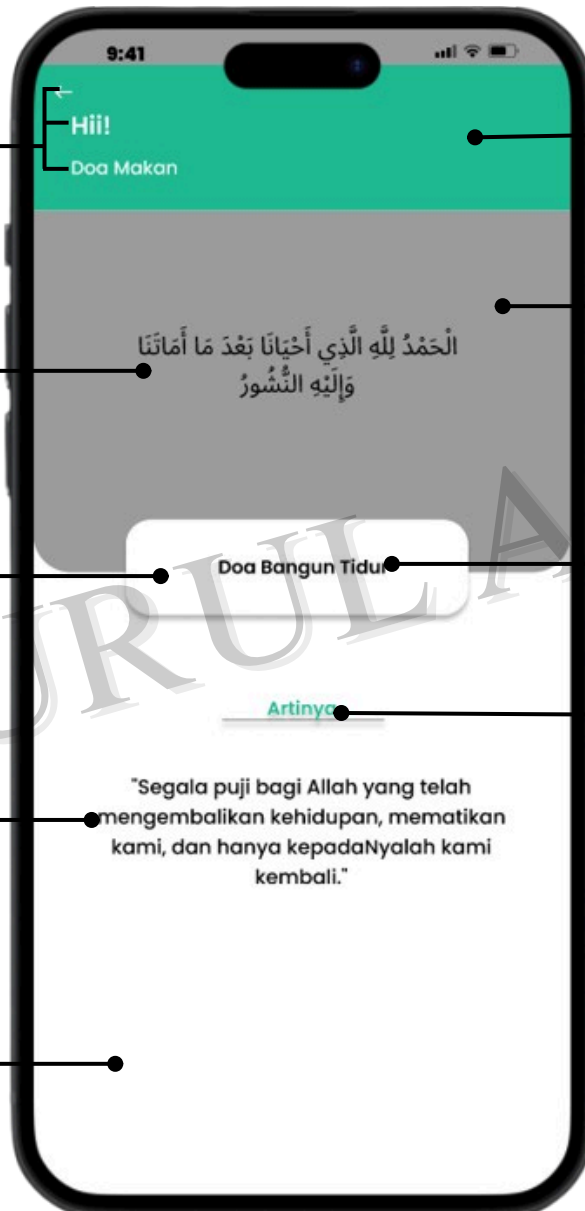 9:41
Hii!
Doa Makan
الْحَمْدُ لِلَّهِ الَّذِي أَحْيَانَا بَعْدَ مَا أَمَاتَنَا
وَإِلَيْهِ النُّشُورُ
Doa Bangun Tidur
URUL A
Artinya
"Segala puji bagi Allah yang telah
mengembalikan kehidupan, mematikan
kami, dan hanya kepadaNyalah kami
kembali."